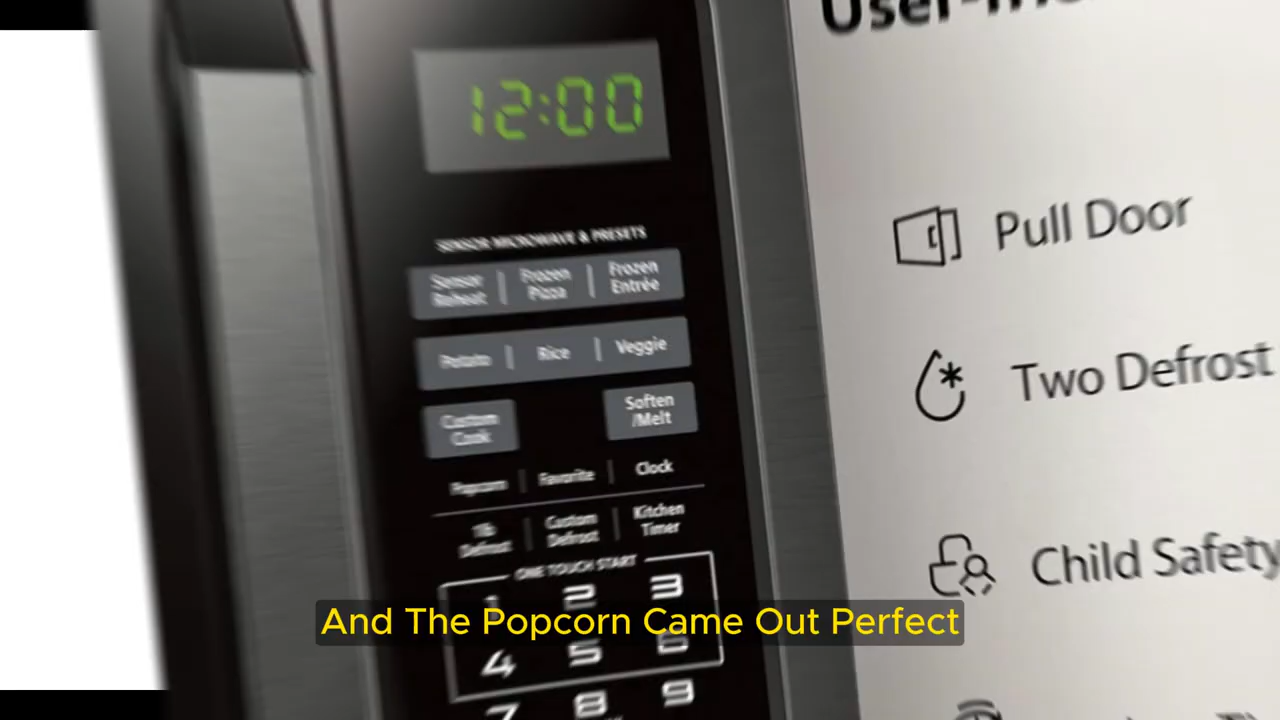 User-
12:00
SENSOR MICROWAVE & PRESETS
Sensor Reheat
Frozen Pizza
Frozen Entrée
Potato
Rice
Veggie
Custom Cook
Soften /Melt
Popcorn
Favorite
Clock
1lb Defrost
Custom Defrost
Kitchen Timer
ONE TOUCH START
1 2 3
4 5 6
7 8 9
Pull Door
Two Defrost
Child Safety
And The Popcorn Came Out Perfect